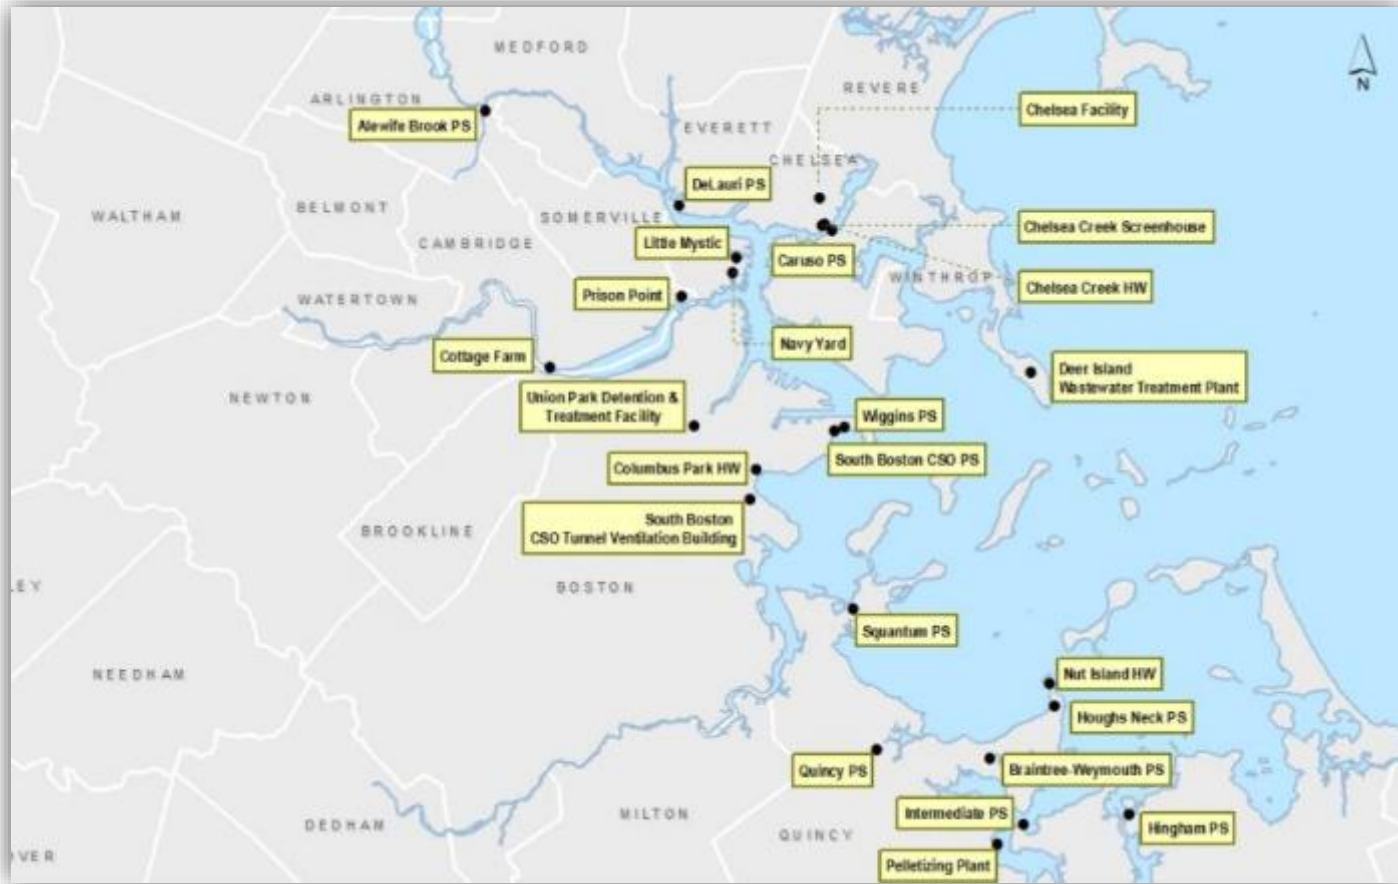 MEDFORD
REVERE
ARLINGTON
Chelsea Facility
Alewife Brook PS
EVERETT
CHELSEA
DeLauri PS
WALTHAM
BELMONT
SOMERVILLE
Chelsea Creek Screenhouse
CAMBRIDGE
Little Mystic
Caruso PS
WINTHROP
Chelsea Creek HW
N
WATERTOWN
Prison Point
Navy Yard
Cottage Farm
Deer Island
Wastewater Treatment Plant
NEWTON
Union Park Detention &
Treatment Facility
Wiggins PS
South Boston CSO PS
Columbus Park HW
BROOKLINE
South Boston
CSO Tunnel Ventilation Building
LEY
BOSTON
Squantum PS
NEEDHAM
Nut Island HW
Houghs Neck PS
Quincy PS
Braintree-Weymouth PS
DEDHAM
MILTON
QUINCY
Intermediate PS
Hingham PS
OVER
Pelletizing Plant